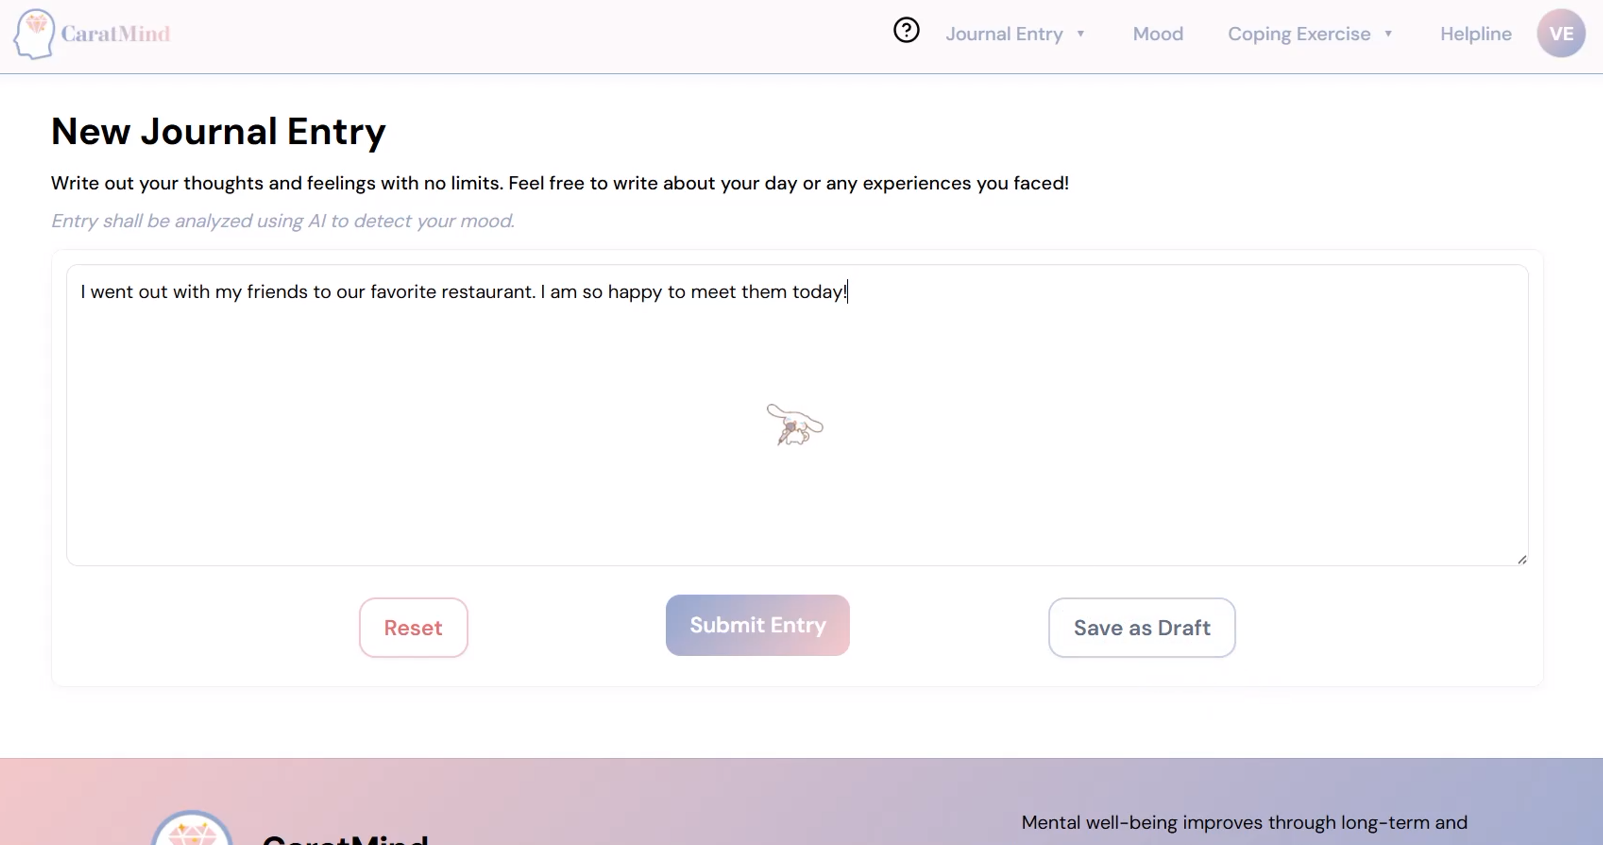 CaratMind
Journal Entry ▼
Mood
Coping Exercise ▼
Helpline
VE
New Journal Entry
Write out your thoughts and feelings with no limits. Feel free to write about your day or any experiences you faced!
Entry shall be analyzed using AI to detect your mood.
I went out with my friends to our favorite restaurant. I am so happy to meet them today!
Reset
Submit Entry
Save as Draft
CaratMind
Mental well-being improves through long-term and